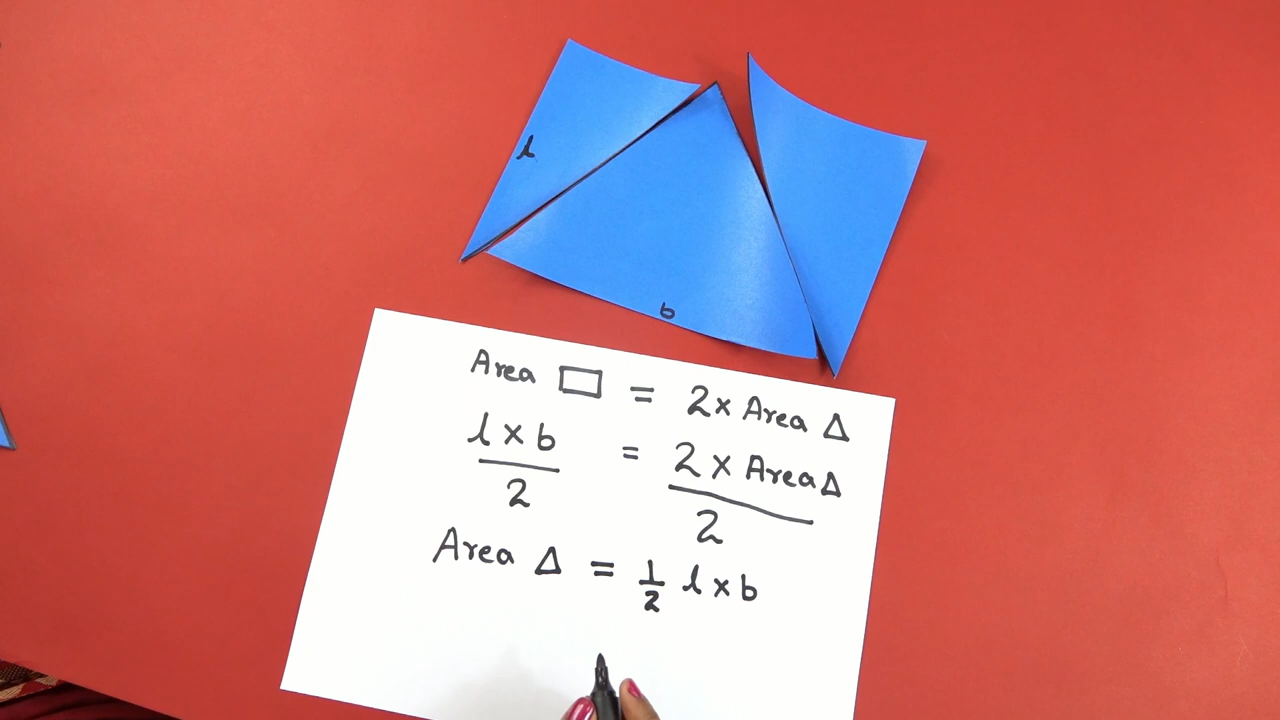 l
b
Area ▭ = 2 x Area Δ
l x b / 2 = 2 x Area Δ / 2
Area Δ = 1/2 l x b